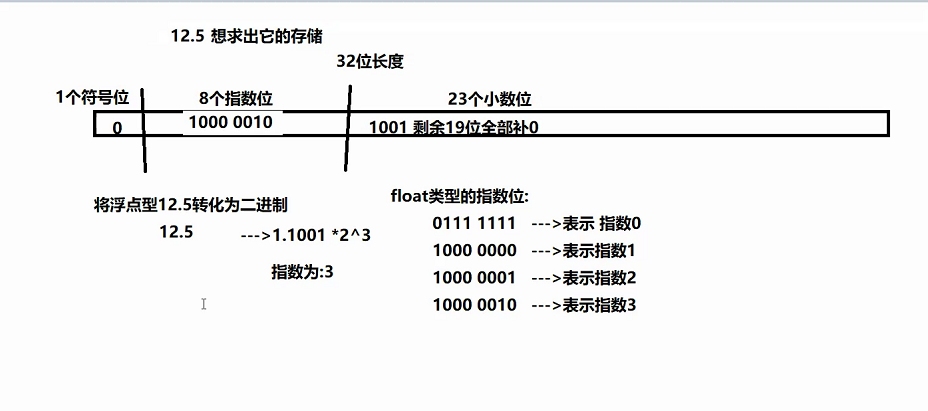 12.5 想求出它的存储
32位长度
1个符号位 8个指数位 23个小数位
0 1000 0010 1001 剩余19位全部补0
将浮点型12.5转化为二进制
12.5 --->1.1001 *2^3
指数为:3
float类型的指数位:
0111 1111 --->表示 指数0
1000 0000 --->表示指数1
1000 0001 --->表示指数2
1000 0010 --->表示指数3